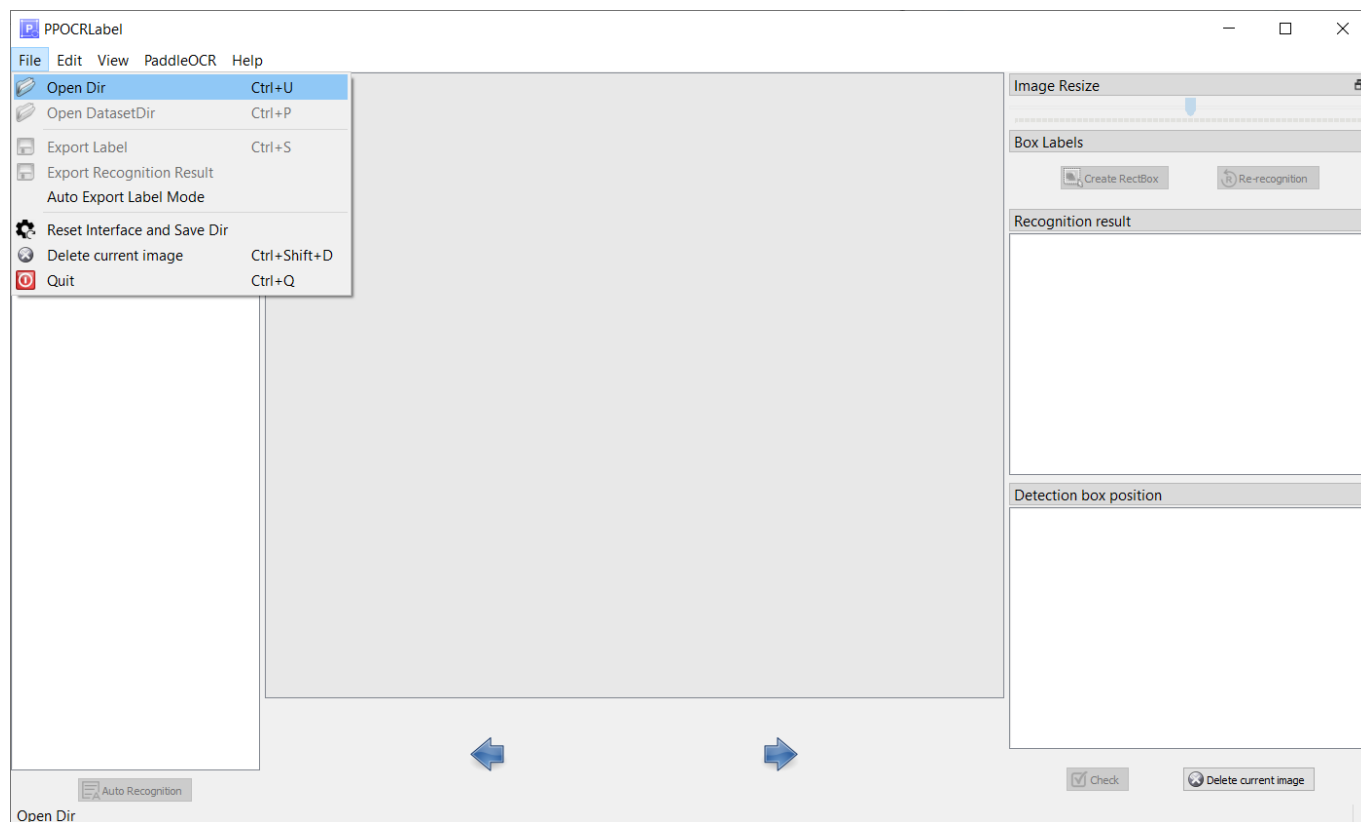 PPOCRLabel
File Edit View PaddleOCR Help
Open Dir Ctrl+U
Open DatasetDir Ctrl+P
Export Label Ctrl+S
Export Recognition Result
Auto Export Label Mode
Reset Interface and Save Dir
Delete current image Ctrl+Shift+D
Quit Ctrl+Q
Image Resize
Box Labels
Create RectBox Re-recognition
Recognition result
Detection box position
Check Delete current image
Auto Recognition
Open Dir